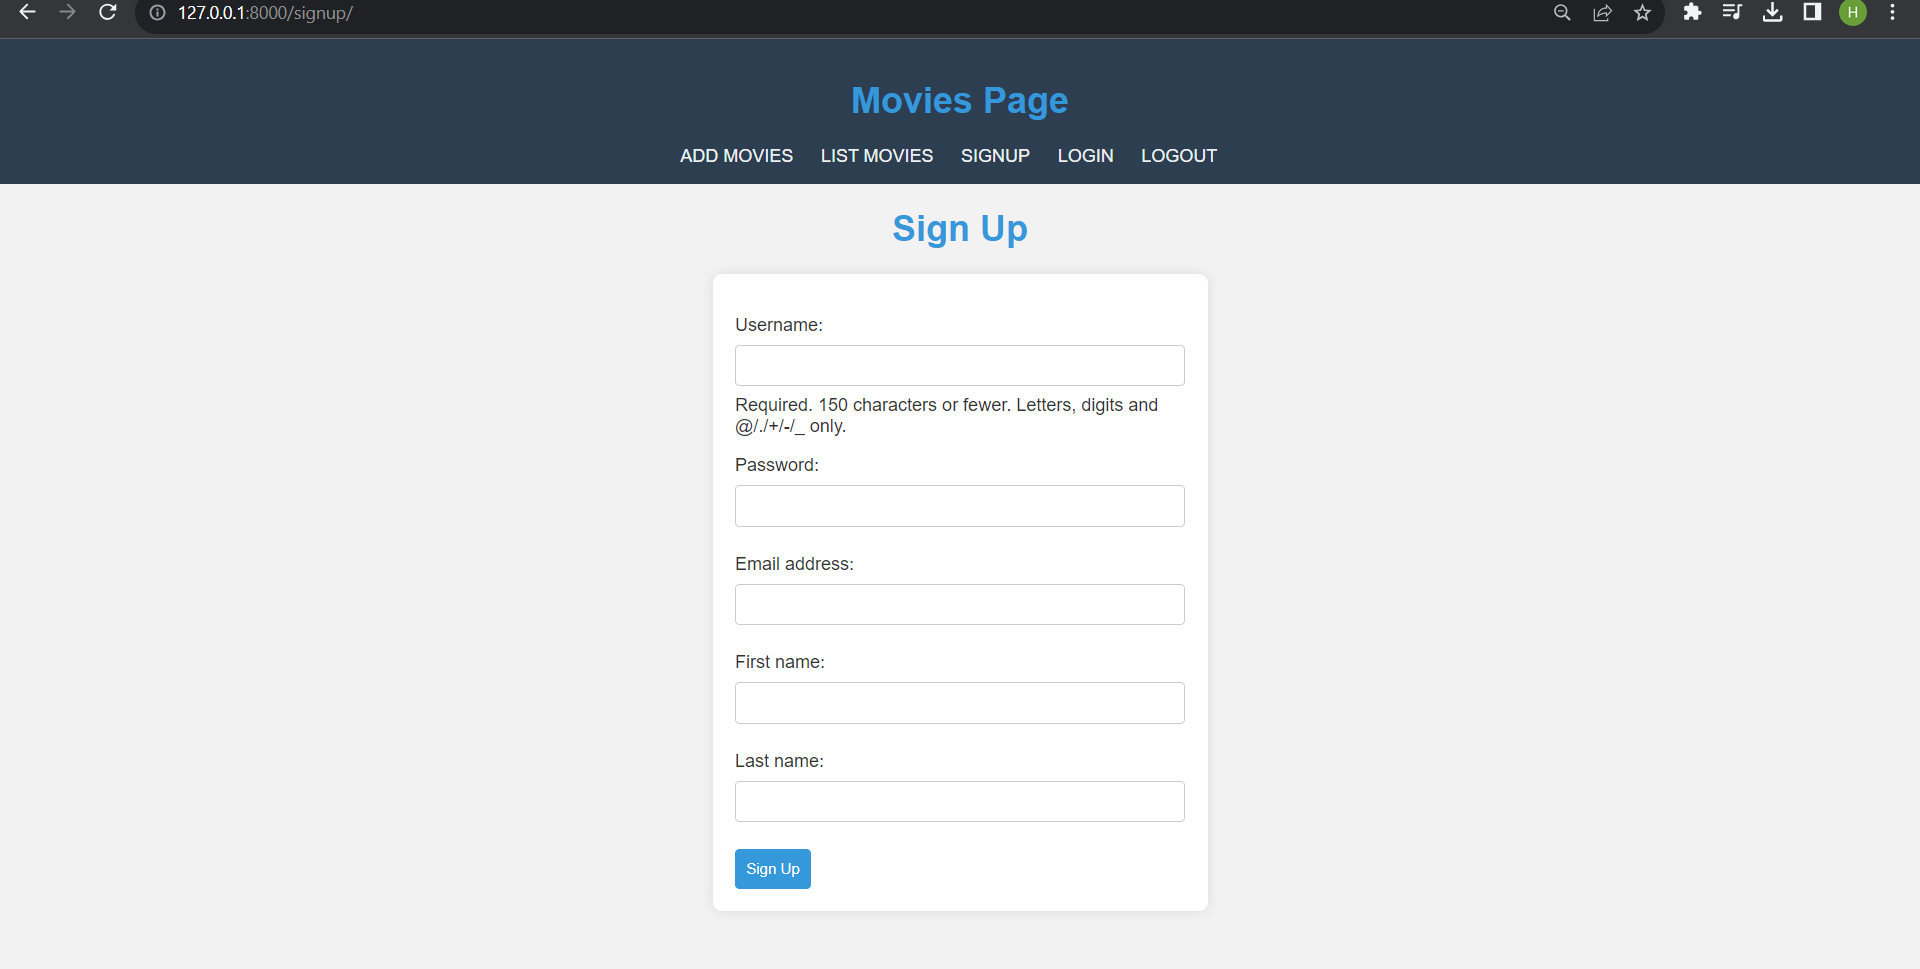 127.0.0.1:8000/signup/
H
Movies Page
ADD MOVIES LIST MOVIES SIGNUP LOGIN LOGOUT
Sign Up
Username:
Required. 150 characters or fewer. Letters, digits and
@/./+/-/_ only.
Password:
Email address:
First name:
Last name:
Sign Up